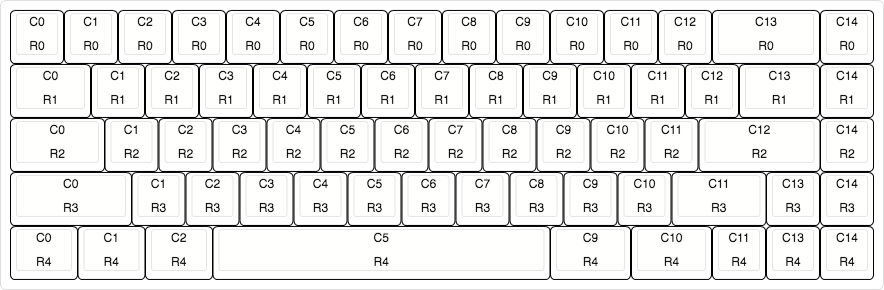 C0 C1 C2 C3 C4 C5 C6 C7 C8 C9 C10 C11 C12 C13 C14
R0 R0 R0 R0 R0 R0 R0 R0 R0 R0 R0 R0 R0 R0 R0
C0 C1 C2 C3 C4 C5 C6 C7 C8 C9 C10 C11 C12 C13 C14
R1 R1 R1 R1 R1 R1 R1 R1 R1 R1 R1 R1 R1 R1 R1
C0 C1 C2 C3 C4 C5 C6 C7 C8 C9 C10 C11 C12 C14
R2 R2 R2 R2 R2 R2 R2 R2 R2 R2 R2 R2 R2 R2
C0 C1 C2 C3 C4 C5 C6 C7 C8 C9 C10 C11 C13 C14
R3 R3 R3 R3 R3 R3 R3 R3 R3 R3 R3 R3 R3 R3
C0 C1 C2 C5 C9 C10 C11 C13 C14
R4 R4 R4 R4 R4 R4 R4 R4 R4